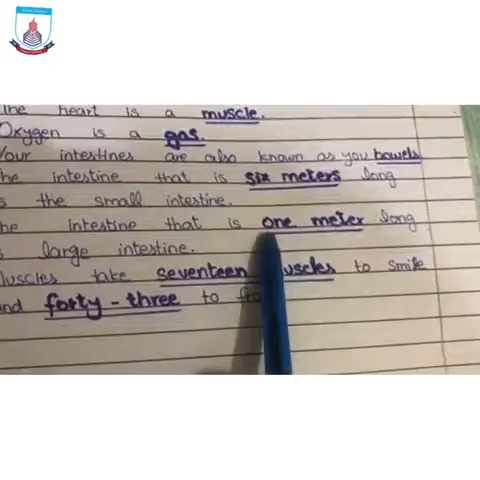 The heart is a muscle.
Oxygen is a gas.
Your intestines are also known as you bowels
he intestine that is six meters long
s the small intestine.
he intestine that is one meter long
s large intestine.
uscles take seventeen uscles to smile
and forty - three to fro